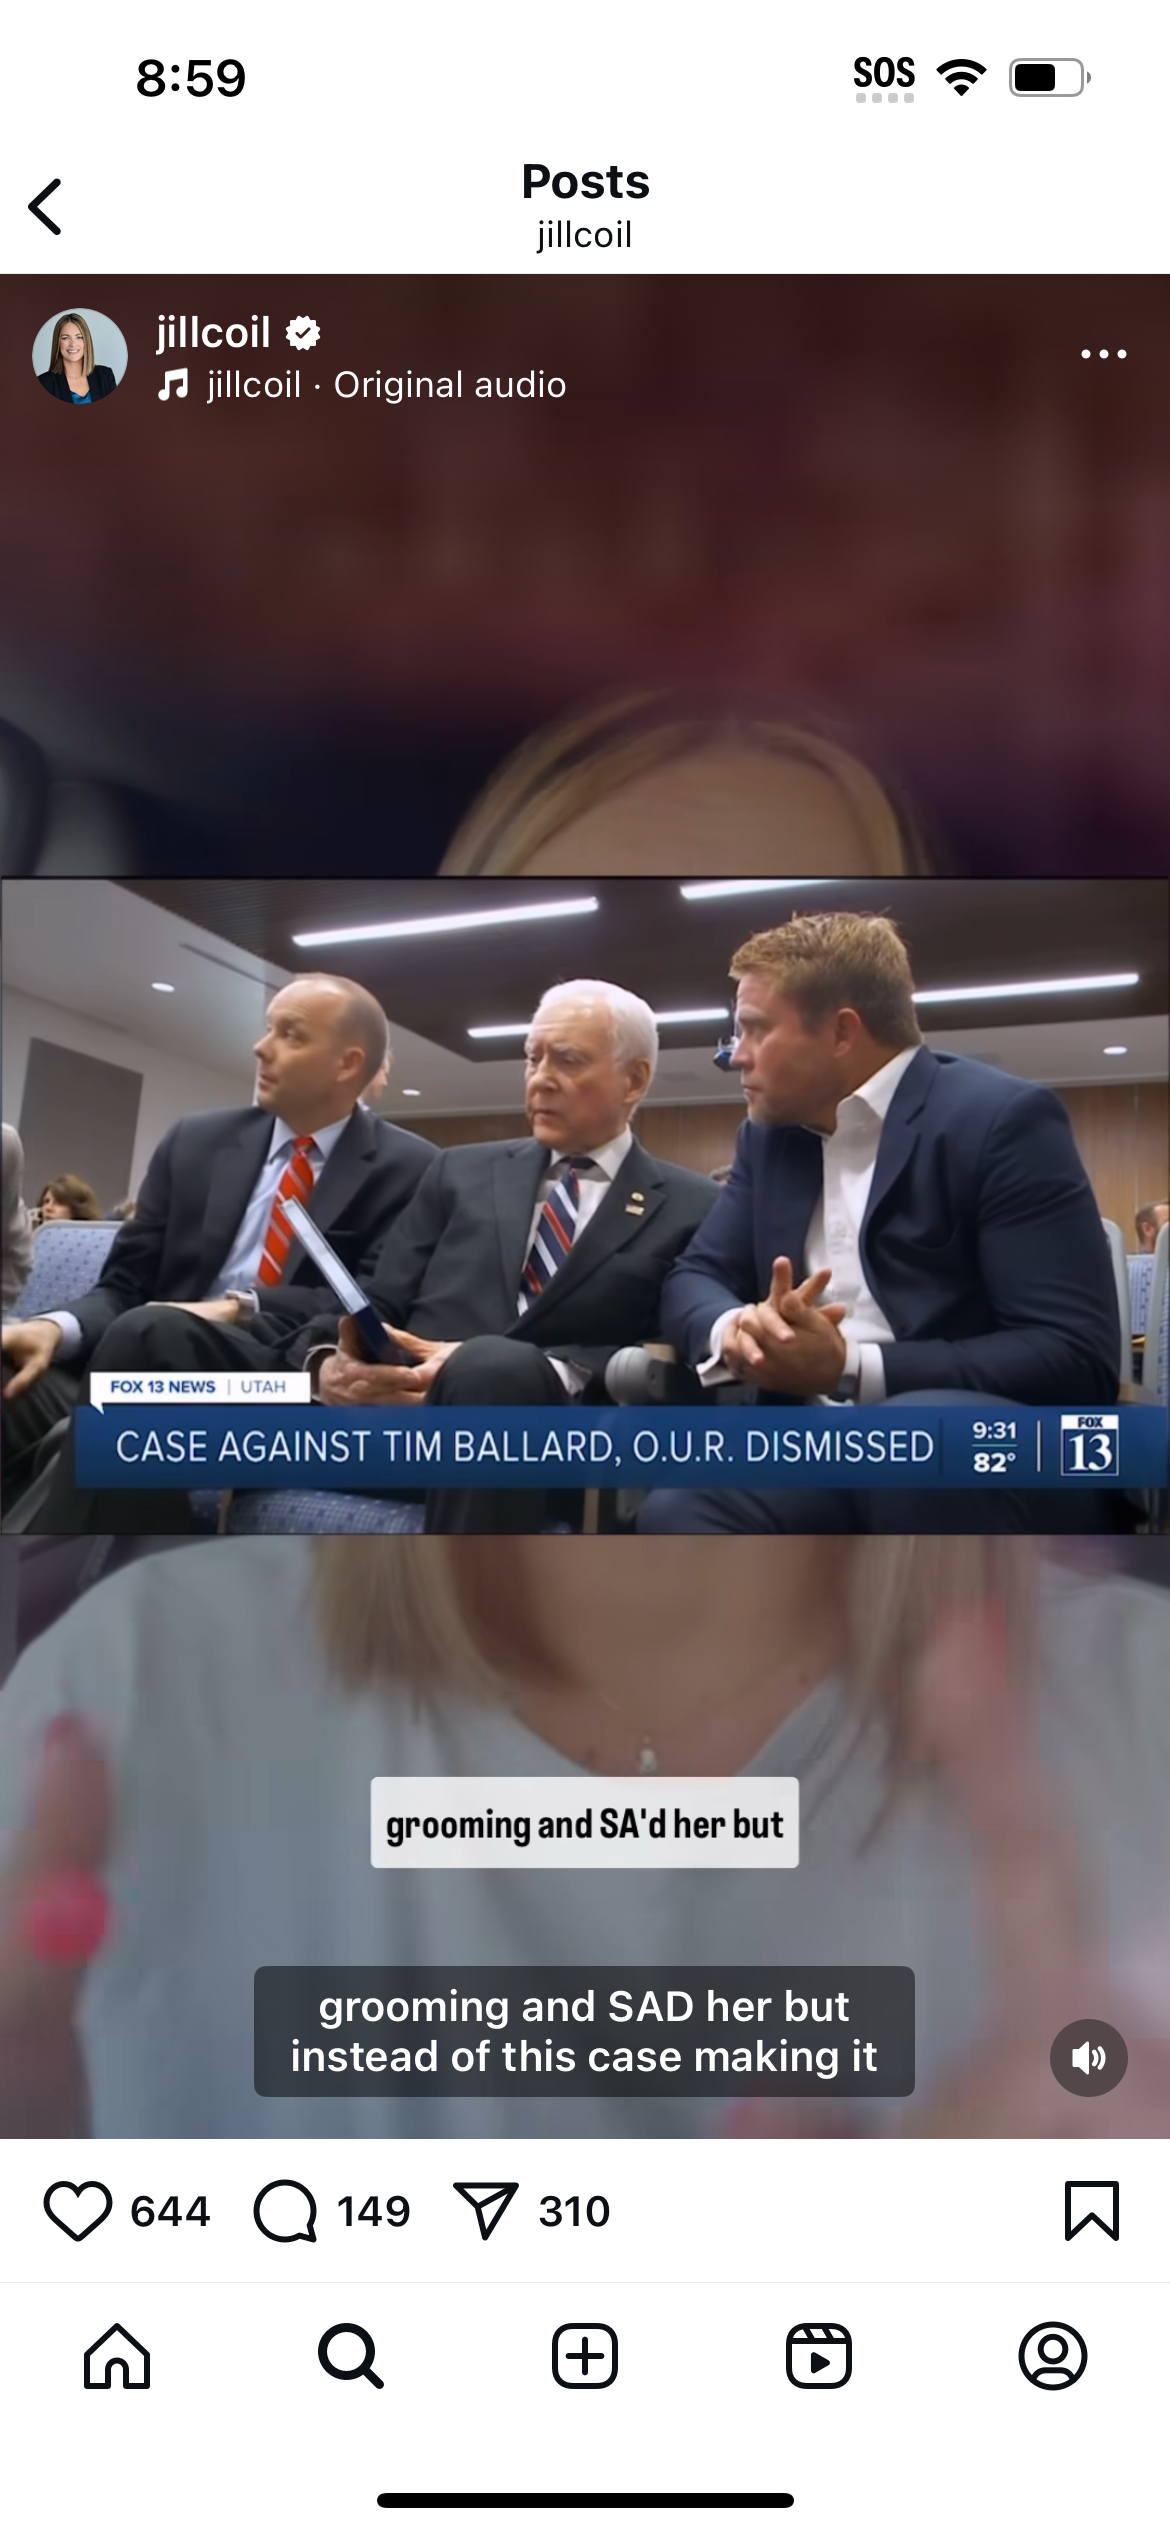 8:59
SOS
Posts
jillcoil
jillcoil
jillcoil · Original audio
FOX 13 NEWS | UTAH
CASE AGAINST TIM BALLARD, O.U.R. DISMISSED
9:31
82°
FOX
13
grooming and SA'd her but
grooming and SAD her but
instead of this case making it
644
149
310